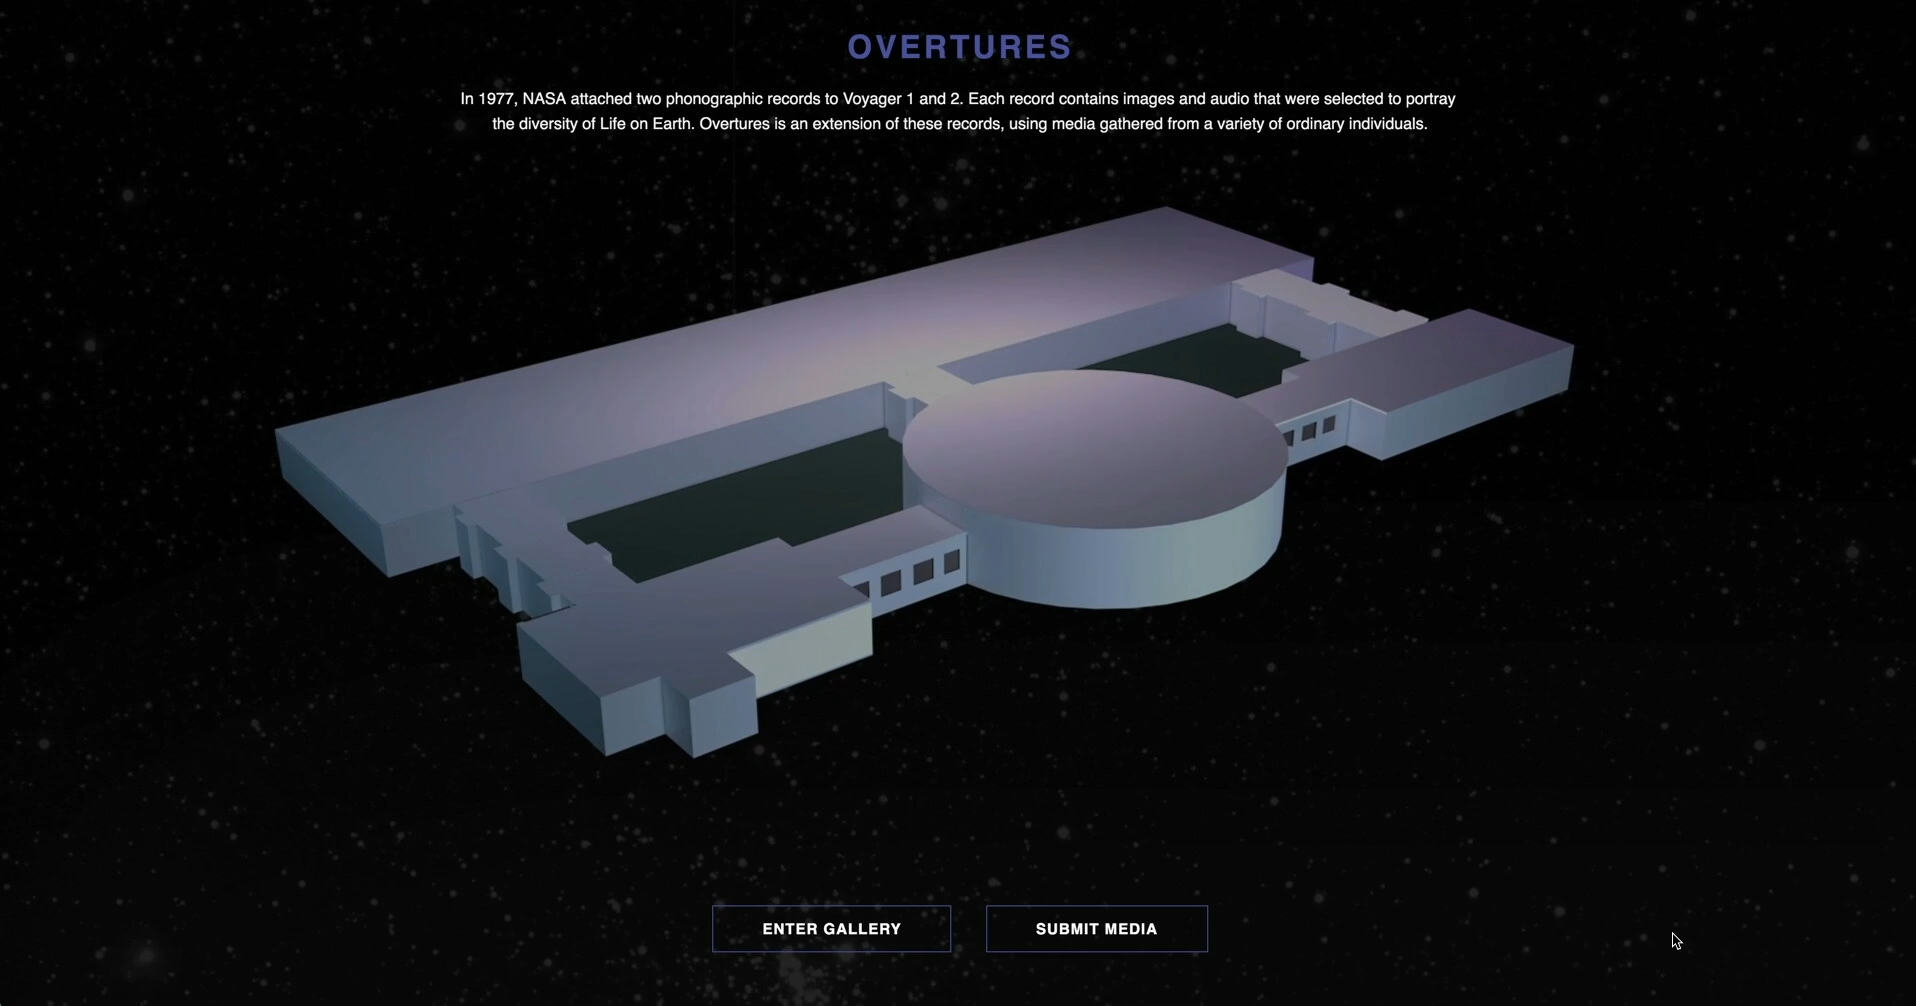 OVERTURES
In 1977, NASA attached two phonographic records to Voyager 1 and 2. Each record contains images and audio that were selected to portray
the diversity of Life on Earth. Overtures is an extension of these records, using media gathered from a variety of ordinary individuals.
ENTER GALLERY
SUBMIT MEDIA